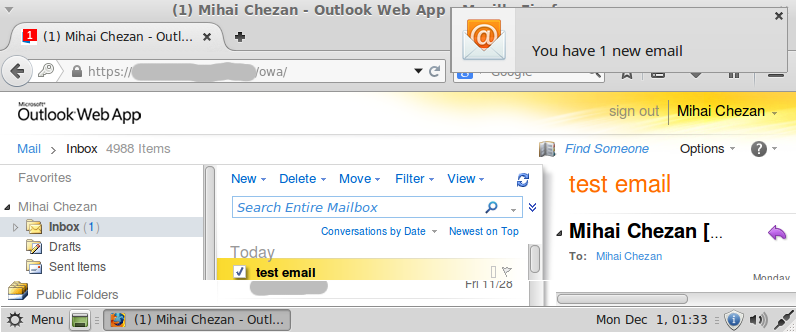 (1) Mihai Chezan - Outlook Web App
(1) Mihai Chezan - Outl...
You have 1 new email
https://
/owa/
Google
Microsoft®
Outlook Web App
sign out
Mihai Chezan
Mail > Inbox 4988 Items
Find Someone
Options
Favorites
Mihai Chezan
Inbox (1)
Drafts
Sent Items
Public Folders
New Delete Move Filter View
Search Entire Mailbox
Conversations by Date Newest on Top
Today
test email
Fri 11/28
test email
Mihai Chezan [...
To: Mihai Chezan
Monday
Menu
(1) Mihai Chezan - Outl...
Mon Dec 1, 01:33